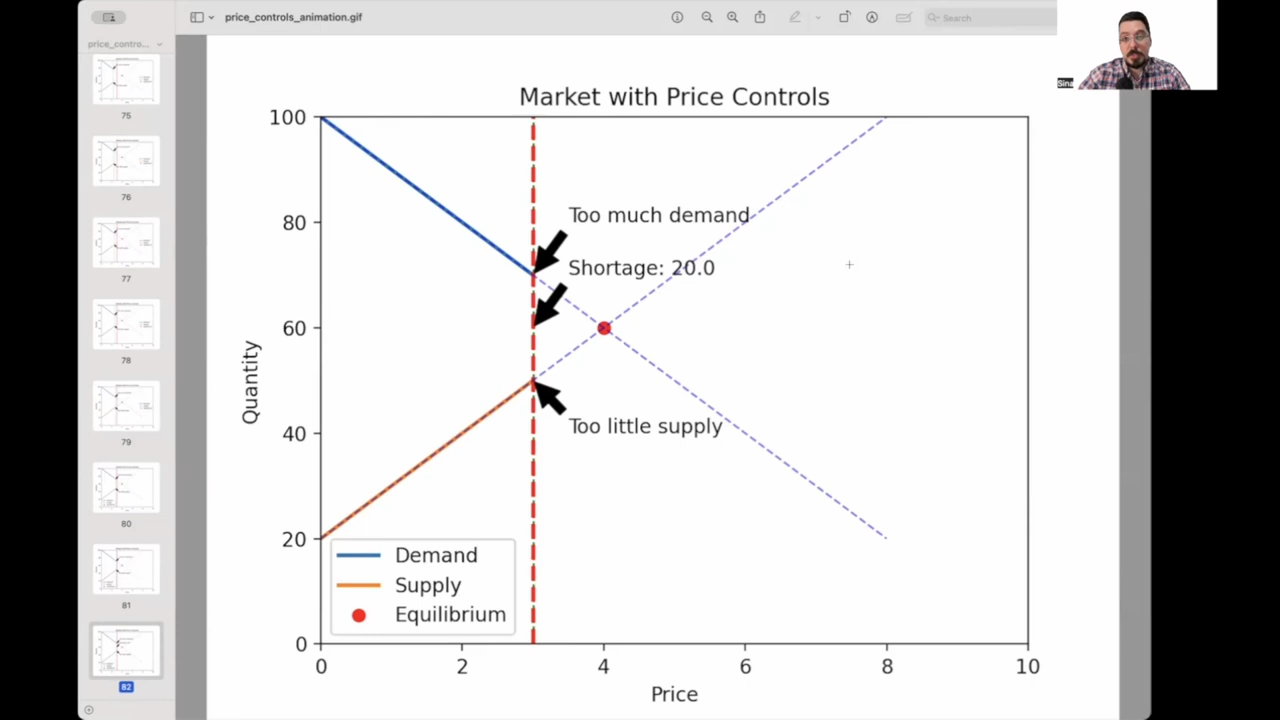 price_controls_animation.gif
Search
price_contro...
75
76
77
78
79
80
81
82
Sina
Market with Price Controls
100
80
60
40
20
0
Quantity
Too much demand
Shortage: 20.0
Too little supply
Demand
Supply
Equilibrium
0
2
4
6
8
10
Price